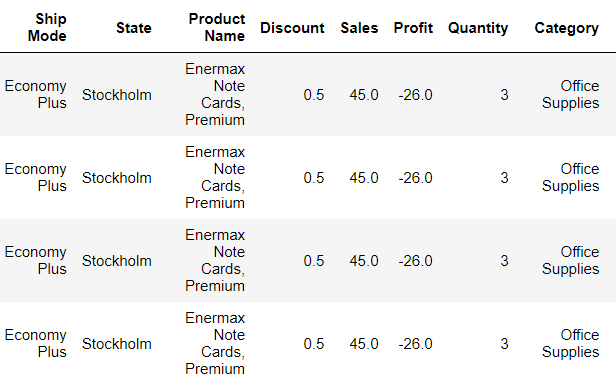 Ship Mode State Product Name Discount Sales Profit Quantity Category
Economy Plus Stockholm Enermax Note Cards, Premium 0.5 45.0 -26.0 3 Office Supplies
Economy Plus Stockholm Enermax Note Cards, Premium 0.5 45.0 -26.0 3 Office Supplies
Economy Plus Stockholm Enermax Note Cards, Premium 0.5 45.0 -26.0 3 Office Supplies
Economy Plus Stockholm Enermax Note Cards, Premium 0.5 45.0 -26.0 3 Office Supplies